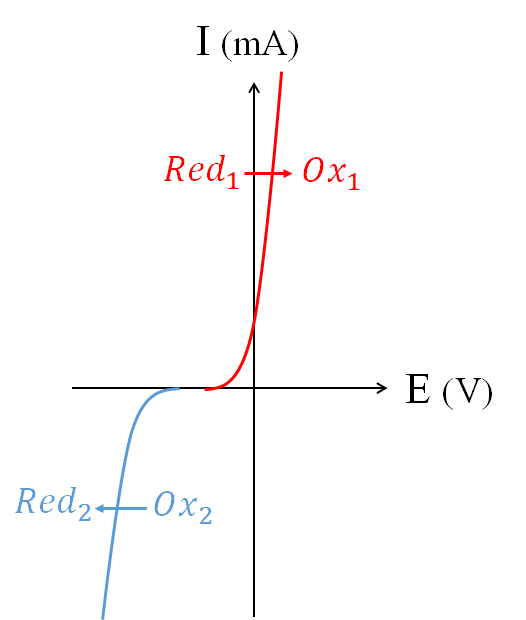 I (mA)
Red₁ Ox₁
E (V)
Red₂ Ox₂